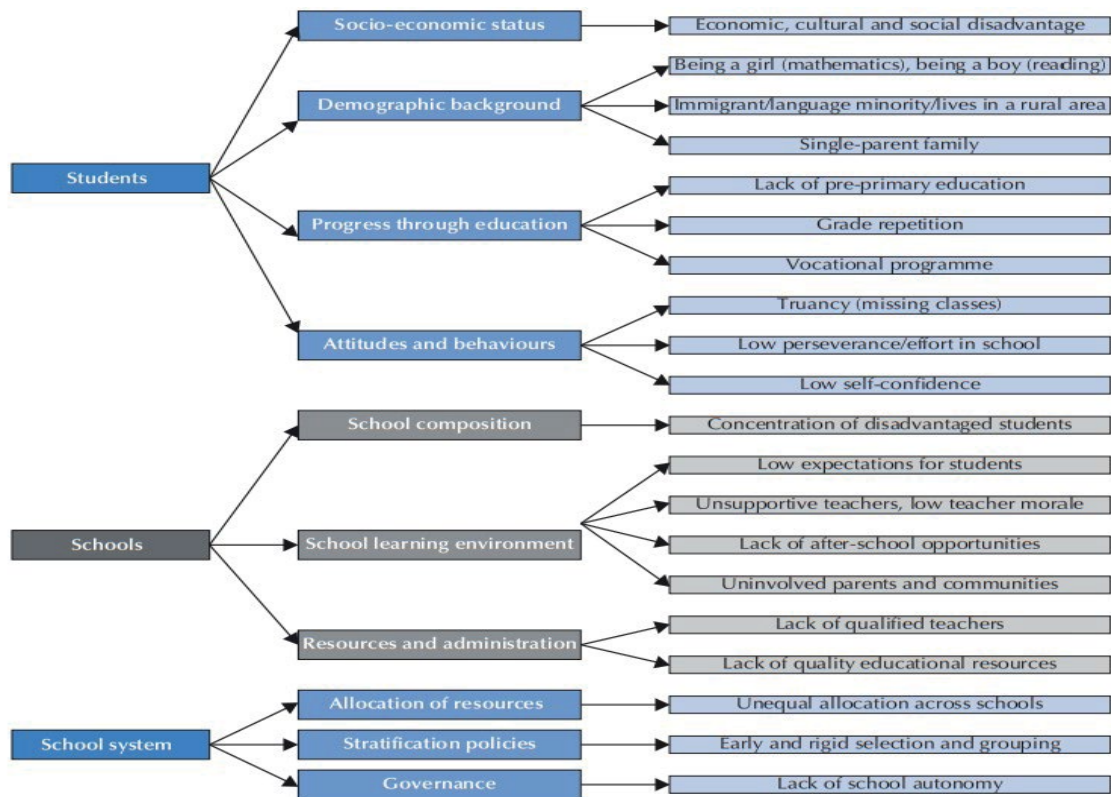 Students
Socio-economic status
Economic, cultural and social disadvantage
Demographic background
Being a girl (mathematics), being a boy (reading)
Immigrant/language minority/lives in a rural area
Single-parent family
Progress through education
Lack of pre-primary education
Grade repetition
Vocational programme
Attitudes and behaviours
Truancy (missing classes)
Low perseverance/effort in school
Low self-confidence
Schools
School composition
Concentration of disadvantaged students
School learning environment
Low expectations for students
Unsupportive teachers, low teacher morale
Lack of after-school opportunities
Uninvolved parents and communities
Resources and administration
Lack of qualified teachers
Lack of quality educational resources
School system
Allocation of resources
Unequal allocation across schools
Stratification policies
Early and rigid selection and grouping
Governance
Lack of school autonomy